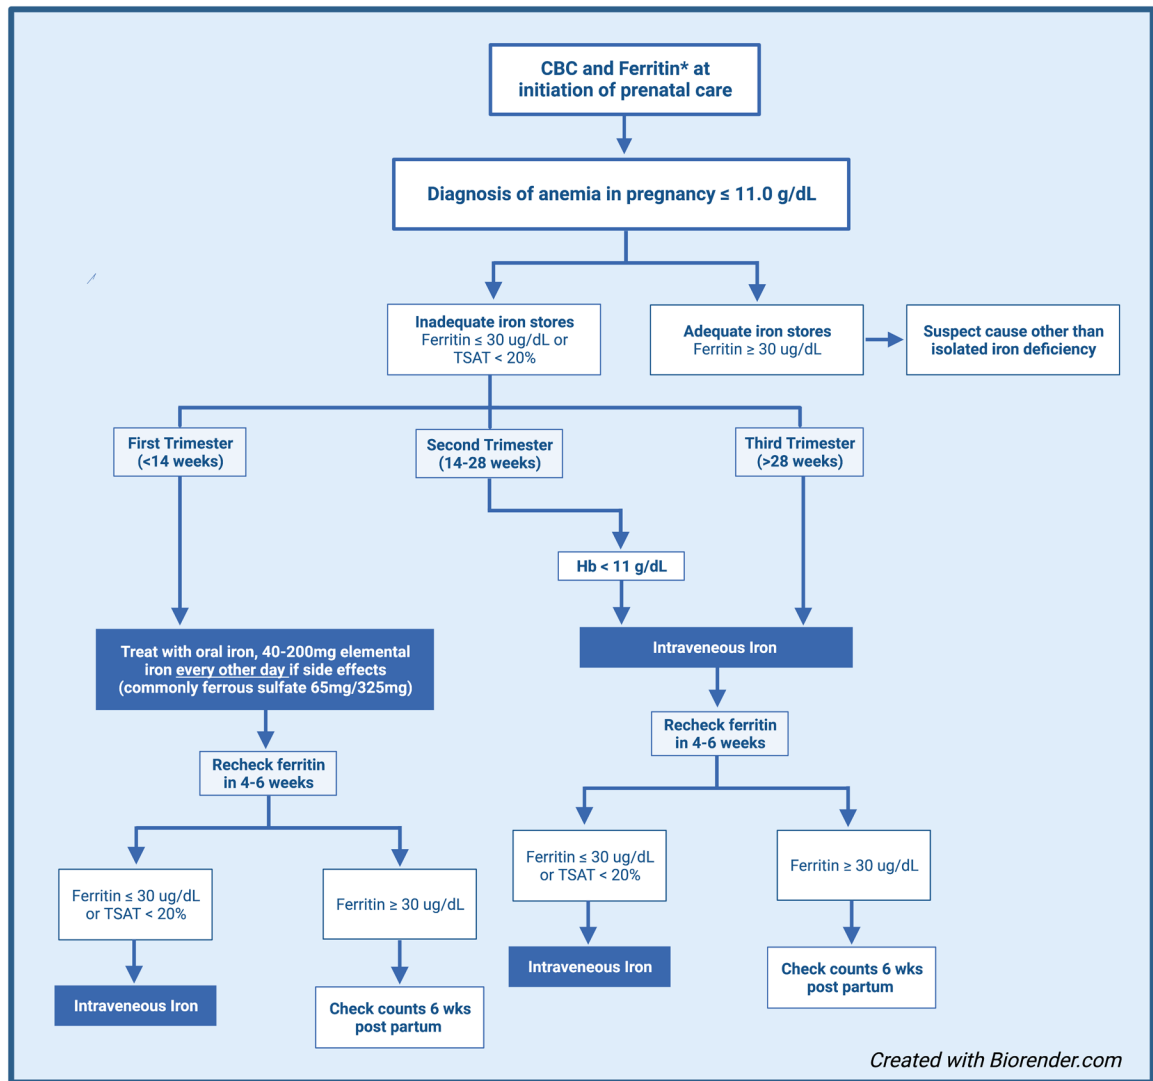 CBC and Ferritin* at
initiation of prenatal care
Diagnosis of anemia in pregnancy ≤ 11.0 g/dL
Inadequate iron stores
Ferritin ≤ 30 ug/dL or
TSAT < 20%
Adequate iron stores
Ferritin ≥ 30 ug/dL
Suspect cause other than
isolated iron deficiency
First Trimester
(<14 weeks)
Second Trimester
(14-28 weeks)
Third Trimester
(>28 weeks)
Hb < 11 g/dL
Treat with oral iron, 40-200mg elemental
iron every other day if side effects
(commonly ferrous sulfate 65mg/325mg)
Intraveneous Iron
Recheck ferritin
in 4-6 weeks
Recheck ferritin
in 4-6 weeks
Ferritin ≤ 30 ug/dL
or TSAT < 20%
Ferritin ≥ 30 ug/dL
Ferritin ≤ 30 ug/dL
or TSAT < 20%
Ferritin ≥ 30 ug/dL
Intraveneous Iron
Check counts 6 wks
post partum
Intraveneous Iron
Check counts 6 wks
post partum
Created with Biorender.com